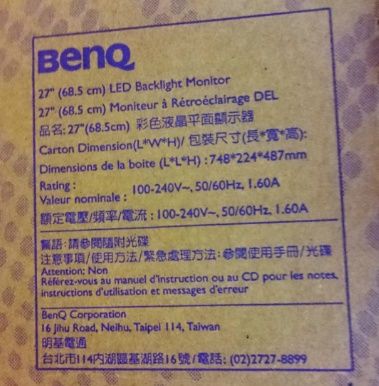 BenQ
27" (68.5 cm) LED Backlight Monitor
27" (68.5 cm) Moniteur à Rétroéclairage DEL
品名: 27"(68.5cm) 彩色液晶平面顯示器
Carton Dimension(L*W*H)/ 包裝尺寸(長*寬*高):
Dimensions de la boite (L*L*H) :748*224*487mm
Rating :
Valeur nominale : 100-240V~, 50/60Hz, 1.60A
額定電壓/頻率/電流 : 100-240V~, 50/60Hz, 1.60A
警語: 請參閱隨附光碟
注意事項/使用方法/緊急處理方法: 參閱使用手冊/光碟
Attention: Non
Référez-vous au manuel d'instruction ou au CD pour les notes,
instructions d'utilisation et messages d'erreur
BenQ Corporation
16 Jihu Road, Neihu, Taipei 114, Taiwan
明基電通
台北市114內湖區基湖路16號/電話: (02)2727-8899